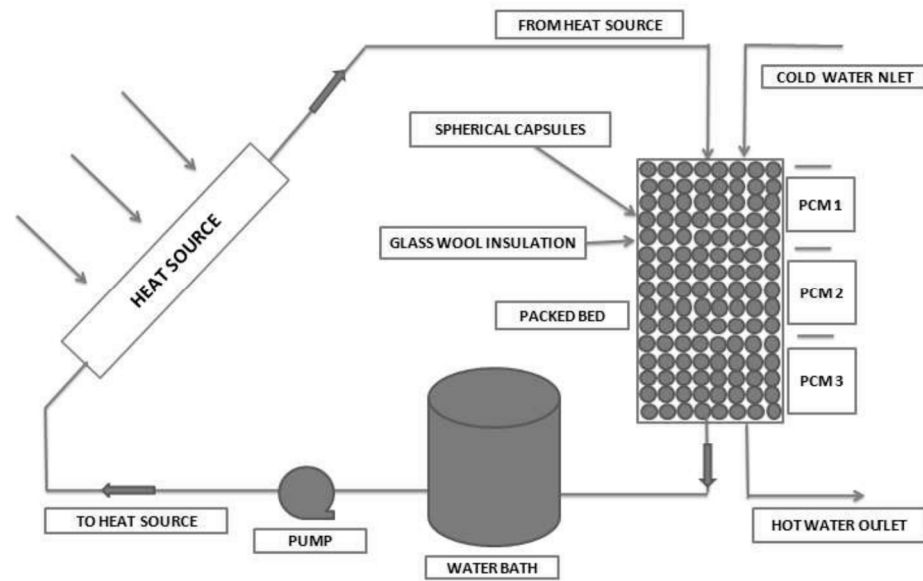 FROM HEAT SOURCE
COLD WATER NLET
SPHERICAL CAPSULES
PCM 1
GLASS WOOL INSULATION
HEAT SOURCE
PCM 2
PACKED BED
PCM 3
TO HEAT SOURCE
PUMP
WATER BATH
HOT WATER OUTLET